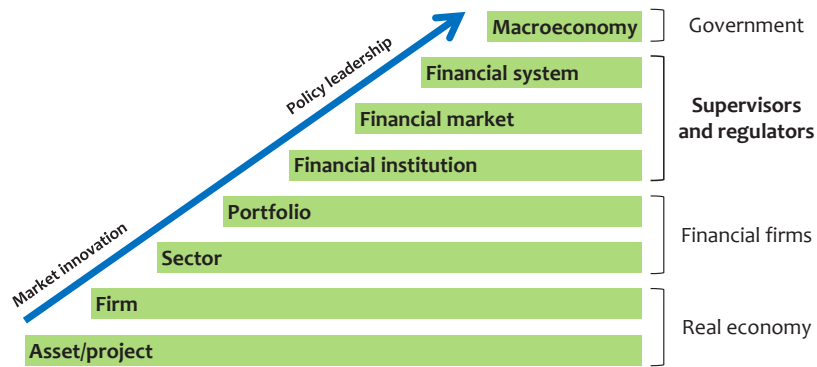 Macroeconomy
Government
Policy leadership
Financial system
Financial market
Supervisors
and regulators
Financial institution
Market innovation
Portfolio
Sector
Financial firms
Firm
Asset/project
Real economy